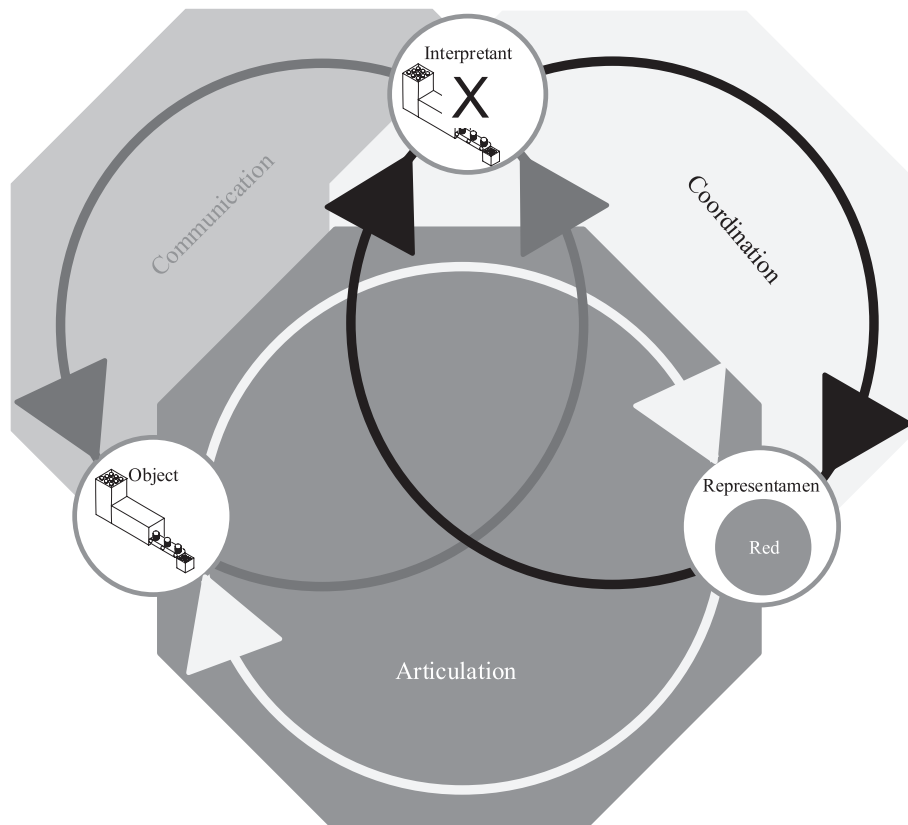 Interpretant
X
Communication
Coordination
Object
Representamen
Red
Articulation